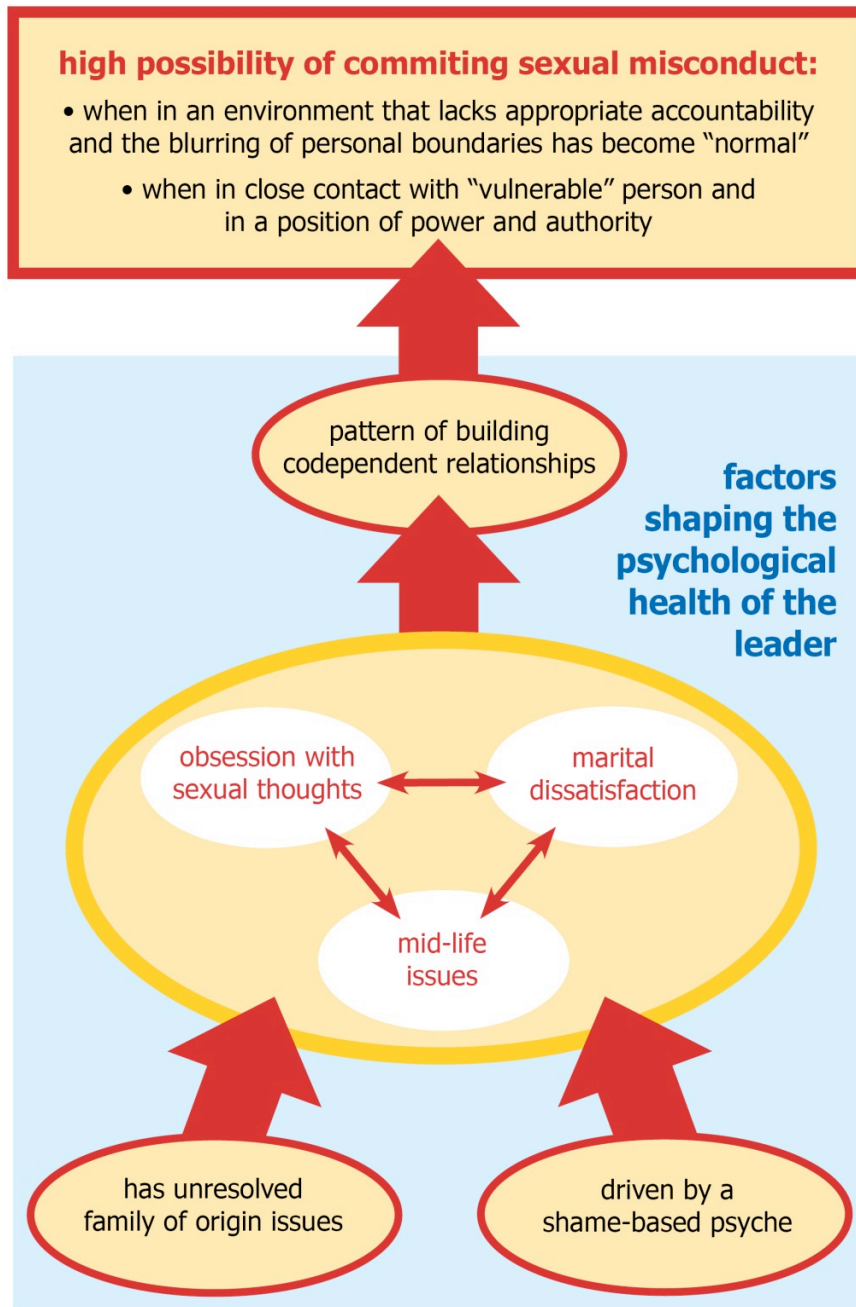 high possibility of commiting sexual misconduct:
• when in an environment that lacks appropriate accountability
and the blurring of personal boundaries has become “normal”
• when in close contact with “vulnerable” person and
in a position of power and authority
pattern of building
codependent relationships
factors
shaping the
psychological
health of the
leader
obsession with
sexual thoughts
marital
dissatisfaction
mid-life
issues
has unresolved
family of origin issues
driven by a
shame-based psyche